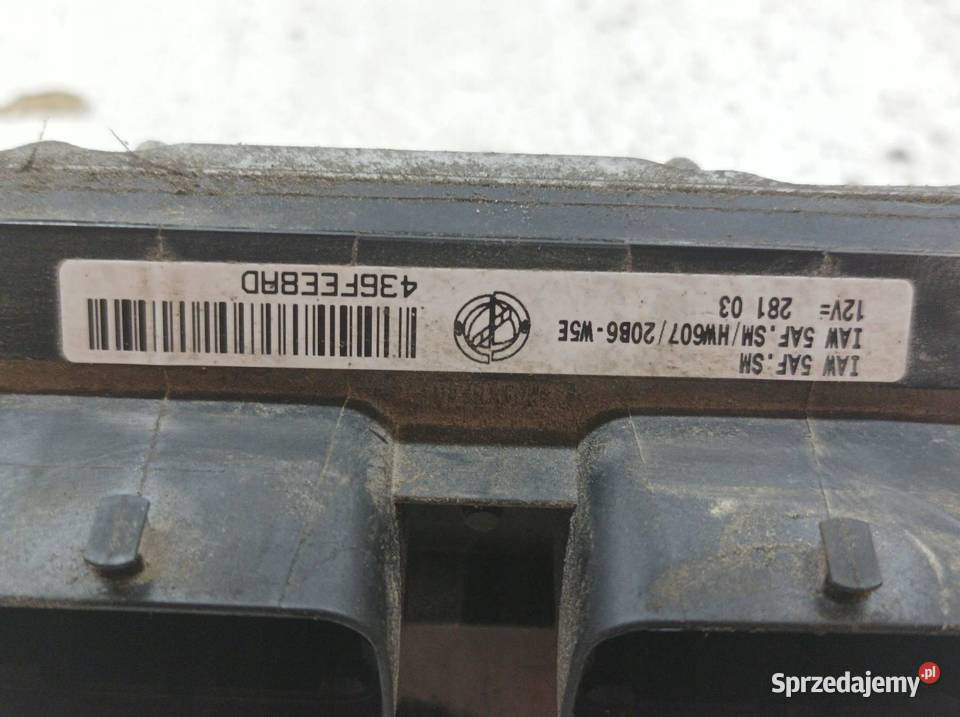 IAW 5AF.SM
IAW 5AF.SM/HW607/20B6-W5E
12V= 281 03
436FEE8AD
Sprzedajemy.pl